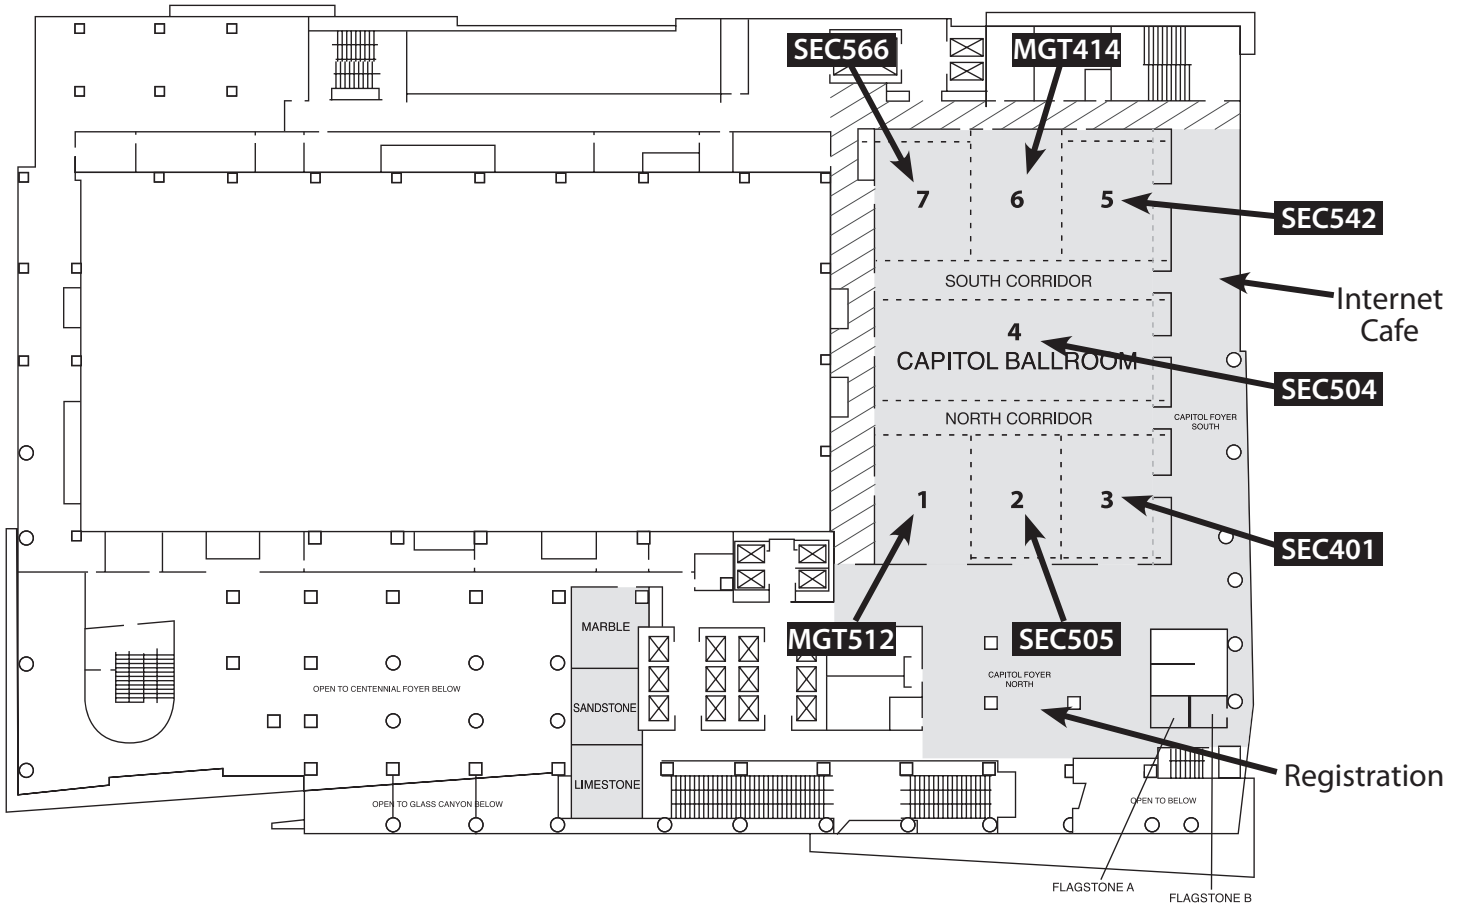 SEC566
MGT414
7
6
5
SEC542
SOUTH CORRIDOR
Internet
Cafe
4
CAPITOL BALLROOM
SEC504
NORTH CORRIDOR
CAPITOL FOYER
SOUTH
1
2
3
SEC401
MARBLE
MGT512
SEC505
OPEN TO CENTENNIAL FOYER BELOW
CAPITOL FOYER
NORTH
SANDSTONE
Registration
LIMESTONE
OPEN TO GLASS CANYON BELOW
OPEN TO BELOW
FLAGSTONE A
FLAGSTONE B